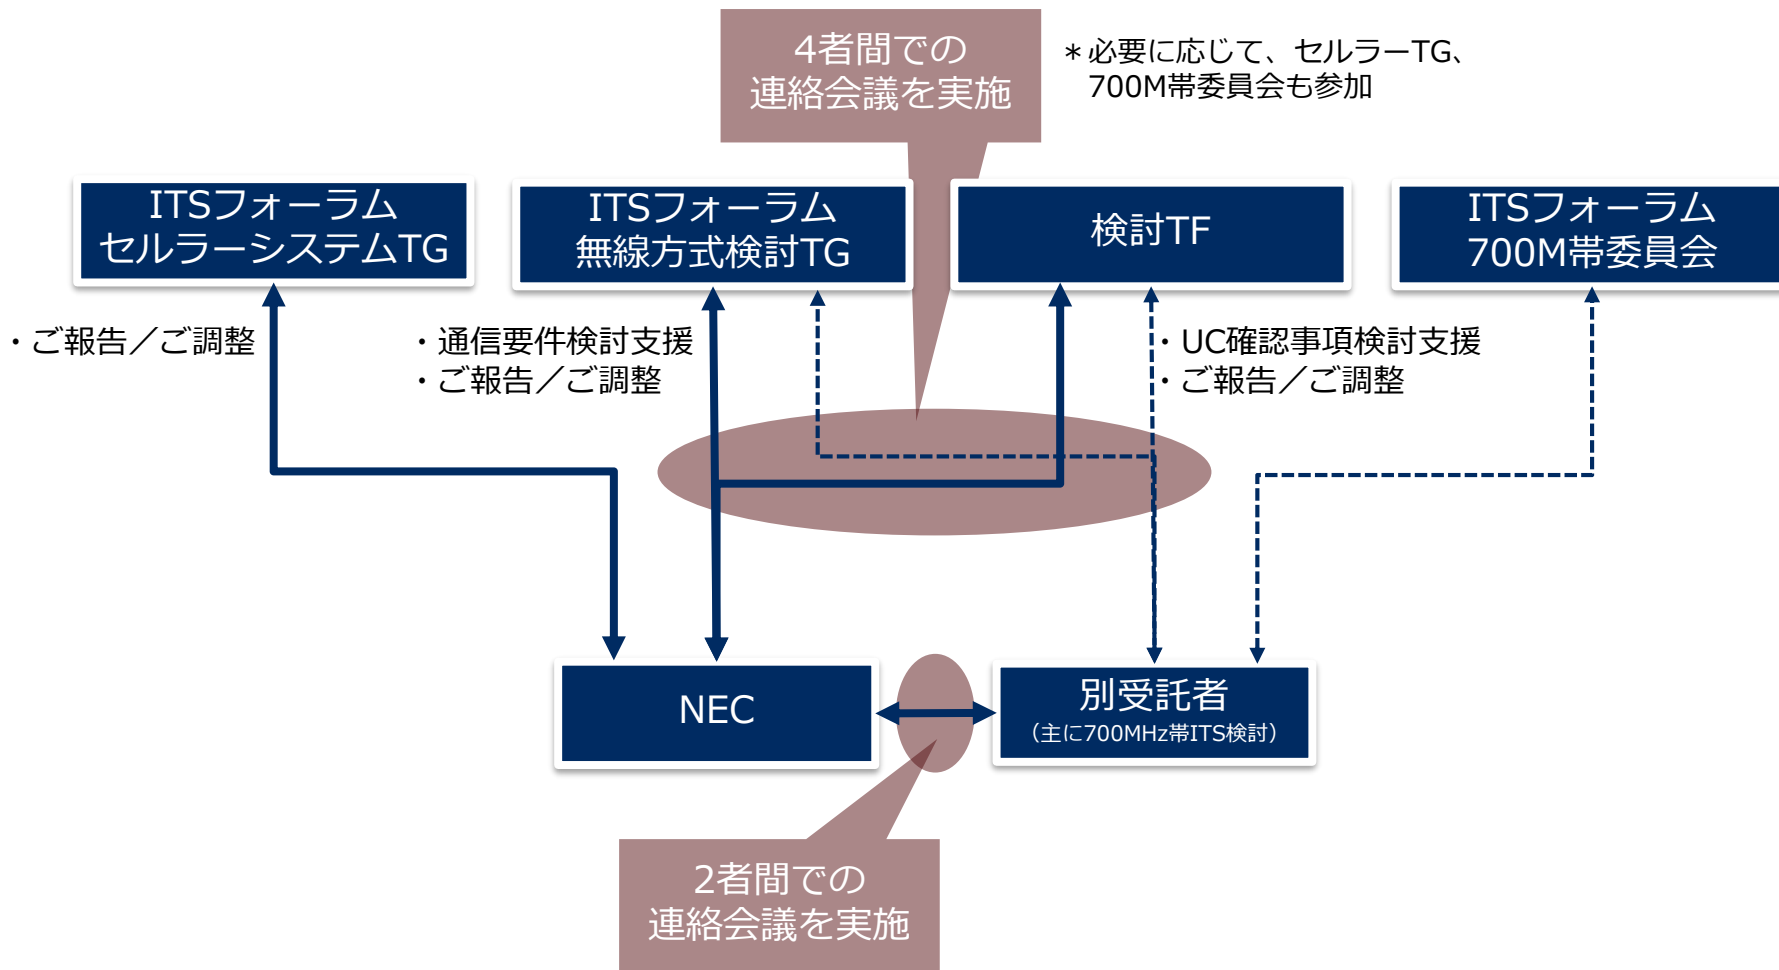 4者間での
連絡会議を実施
＊必要に応じて、セルラーTG、
700M帯委員会も参加
ITSフォーラム
セルラーシステムTG
ITSフォーラム
無線方式検討TG
検討TF
ITSフォーラム
700M帯委員会
・ご報告／ご調整
・通信要件検討支援
・ご報告／ご調整
・UC確認事項検討支援
・ご報告／ご調整
NEC
別受託者
（主に700MHz帯ITS検討）
2者間での
連絡会議を実施